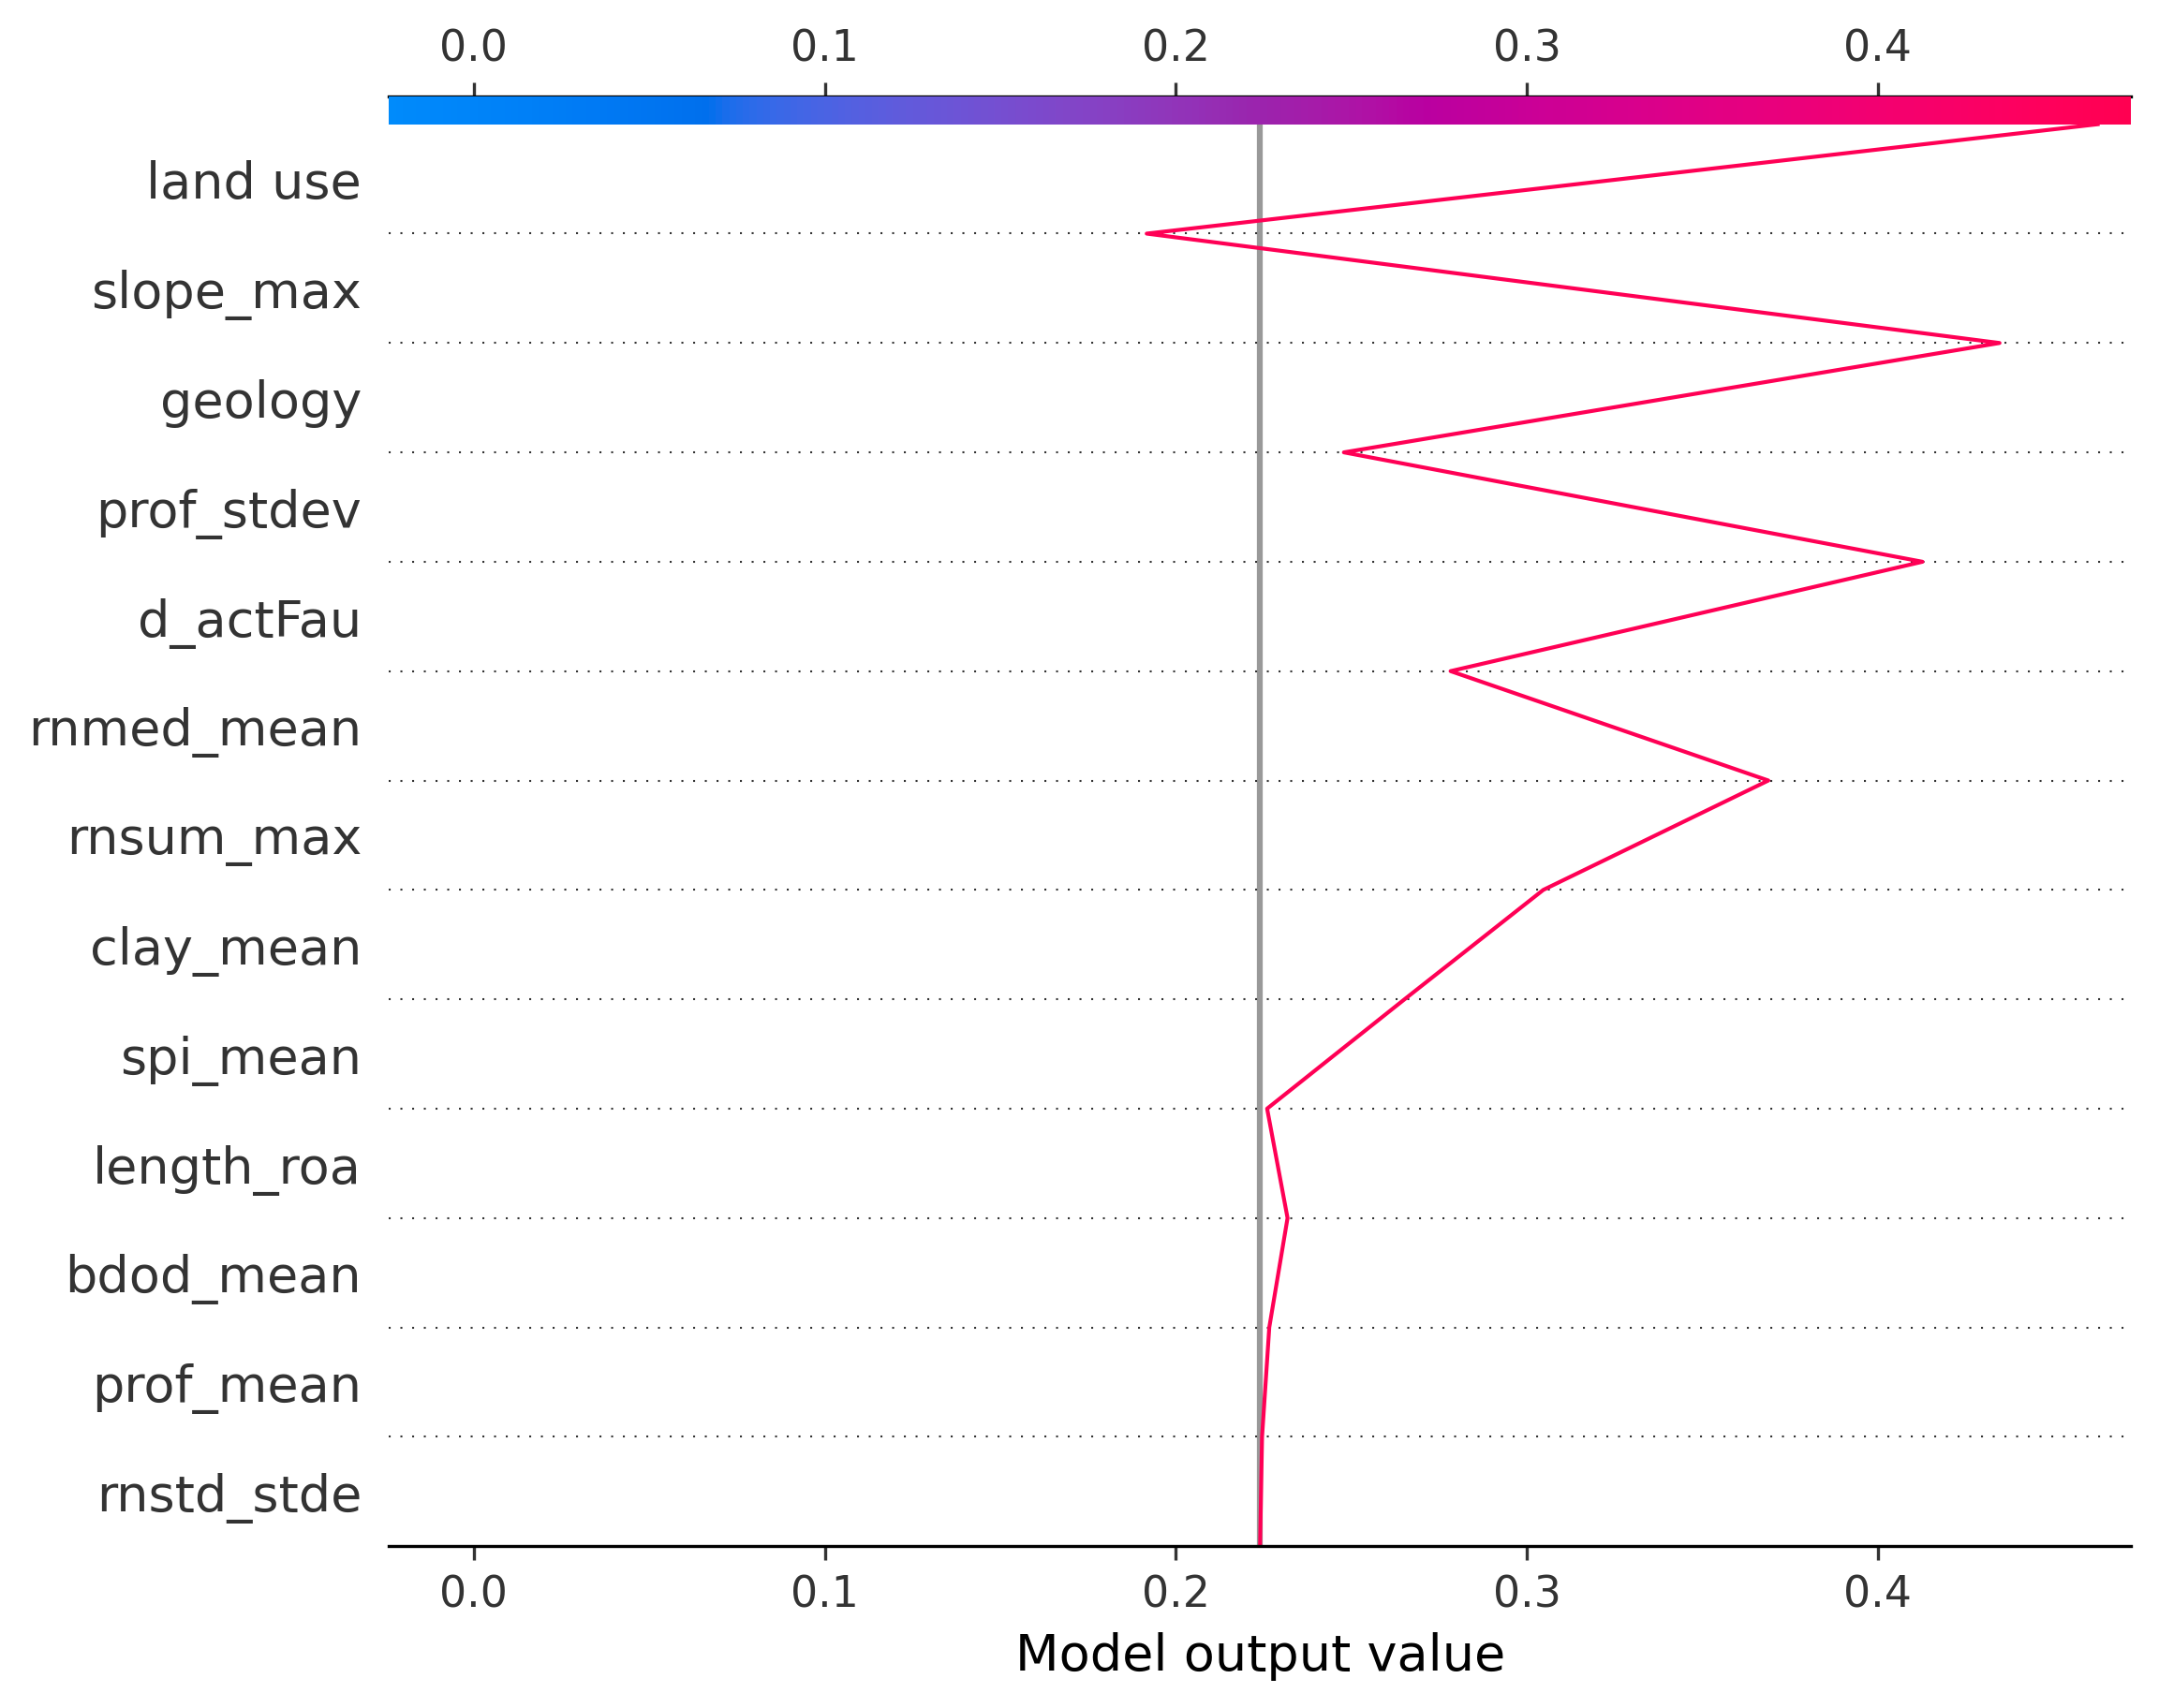 0.0 0.1 0.2 0.3 0.4
land use
slope_max
geology
prof_stdev
d_actFau
rnmed_mean
rnsum_max
clay_mean
spi_mean
length_roa
bdod_mean
prof_mean
rnstd_stde
0.0 0.1 0.2 0.3 0.4
Model output value